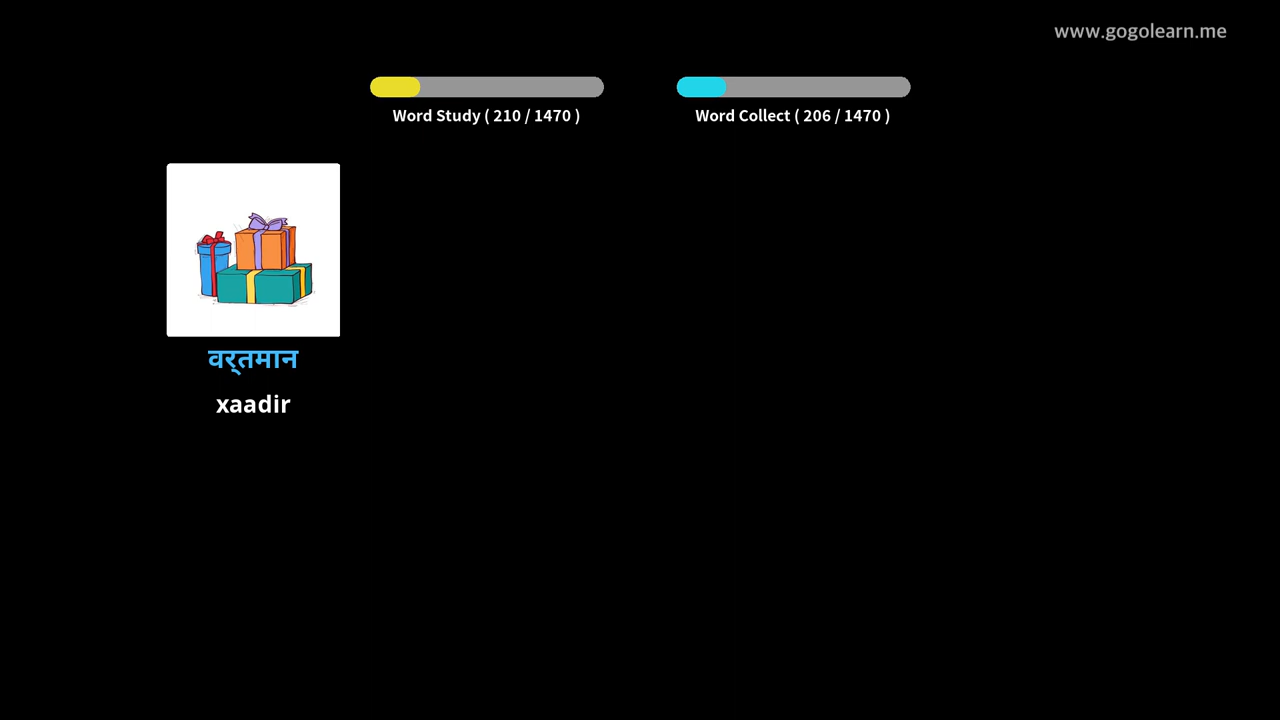 www.gogolearn.me
Word Study ( 210 / 1470 )
Word Collect ( 206 / 1470 )
वर्तमान
xaadir